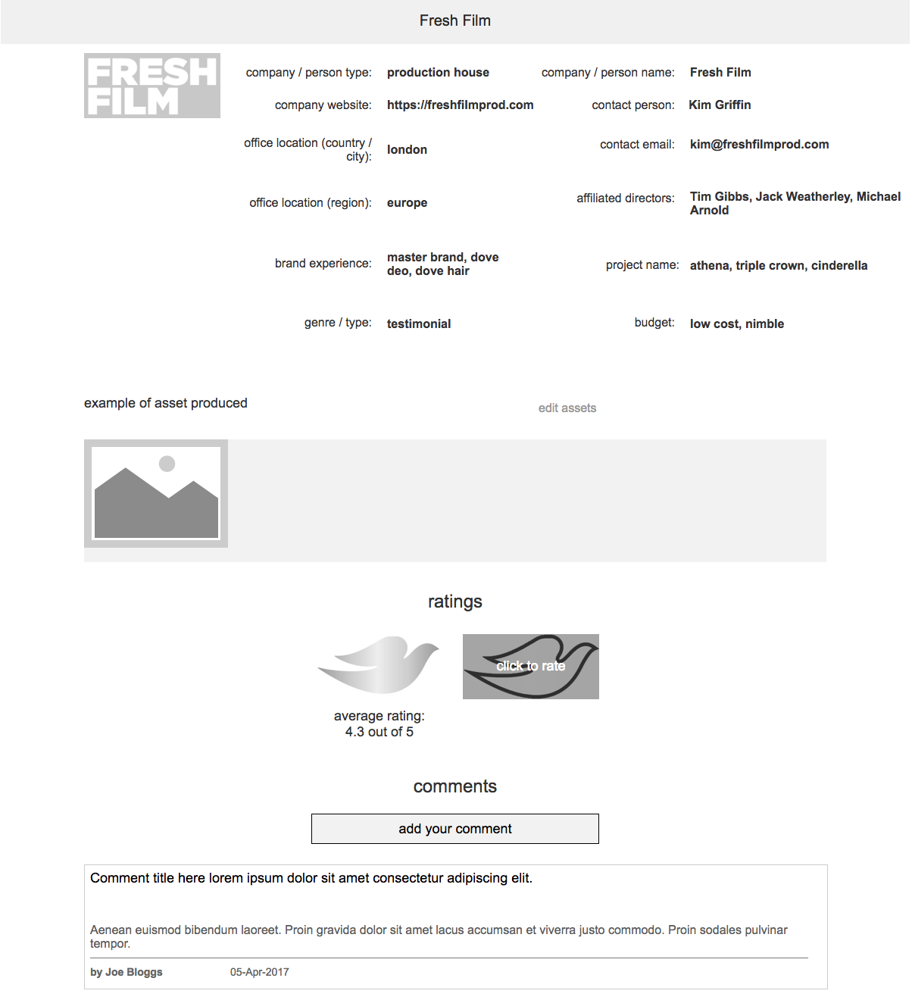 Fresh Film
FRESH
FILM
company / person type: production house company / person name: Fresh Film
company website: https://freshfilmprod.com contact person: Kim Griffin
office location (country /
city): london contact email: kim@freshfilmprod.com
office location (region): europe affiliated directors: Tim Gibbs, Jack Weatherley, Michael
Arnold
brand experience: master brand, dove
deo, dove hair
project name: athena, triple crown, cinderella
genre / type: testimonial budget: low cost, nimble
example of asset produced edit assets
ratings
click to rate
average rating:
4.3 out of 5
comments
add your comment
Comment title here lorem ipsum dolor sit amet consectetur adipiscing elit.
Aenean euismod bibendum laoreet. Proin gravida dolor sit amet lacus accumsan et viverra justo commodo. Proin sodales pulvinar
tempor.
by Joe Bloggs 05-Apr-2017